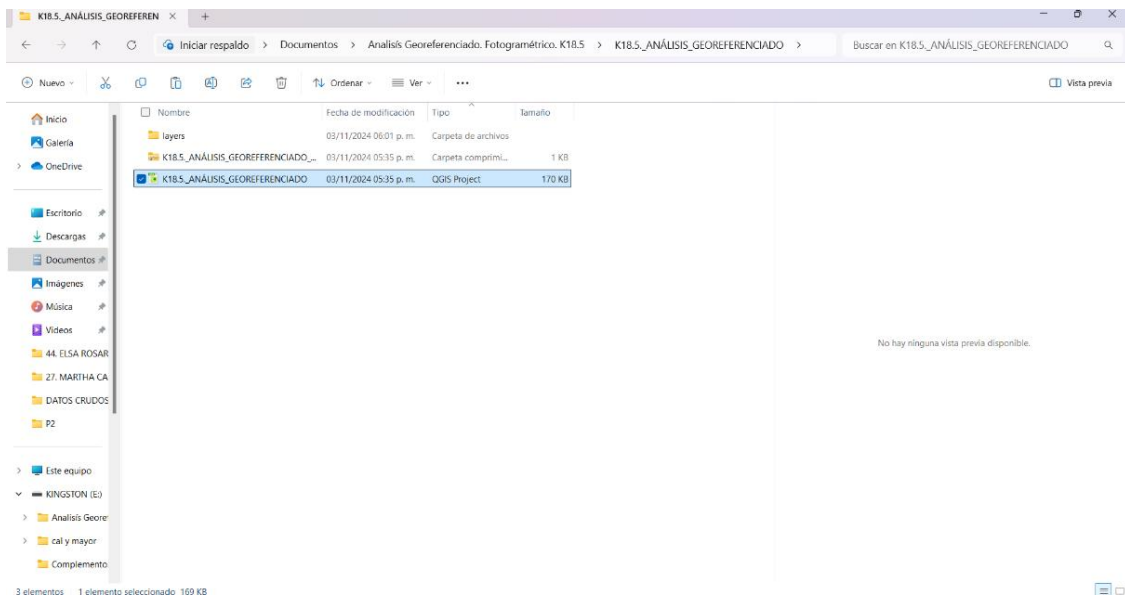 K18.5._ANÁLISIS_GEOREFEREN
Iniciar respaldo > Documentos > Analisís Georeferenciado. Fotogramétrico. K18.5 > K18.5._ANÁLISIS_GEOREFERENCIADO >
Buscar en K18.5._ANÁLISIS_GEOREFERENCIADO
Nuevo
Ordenar
Ver
Vista previa
Inicio
Galería
OneDrive
Escritorio
Descargas
Documentos
Imágenes
Música
Videos
44. ELSA ROSAR
27. MARTHA CA
DATOS CRUDOS
P2
Este equipo
KINGSTON (E:)
Analisís Geore
cal y mayor
Complemento
Nombre Fecha de modificación Tipo Tamaño
layers 03/11/2024 06:01 p. m. Carpeta de archivos
K18.5._ANÁLISIS_GEOREFERENCIADO_... 03/11/2024 05:35 p. m. Carpeta comprimi... 1 KB
K18.5._ANÁLISIS_GEOREFERENCIADO 03/11/2024 05:35 p. m. QGIS Project 170 KB
No hay ninguna vista previa disponible.
3 elementos 1 elemento seleccionado 169 KB